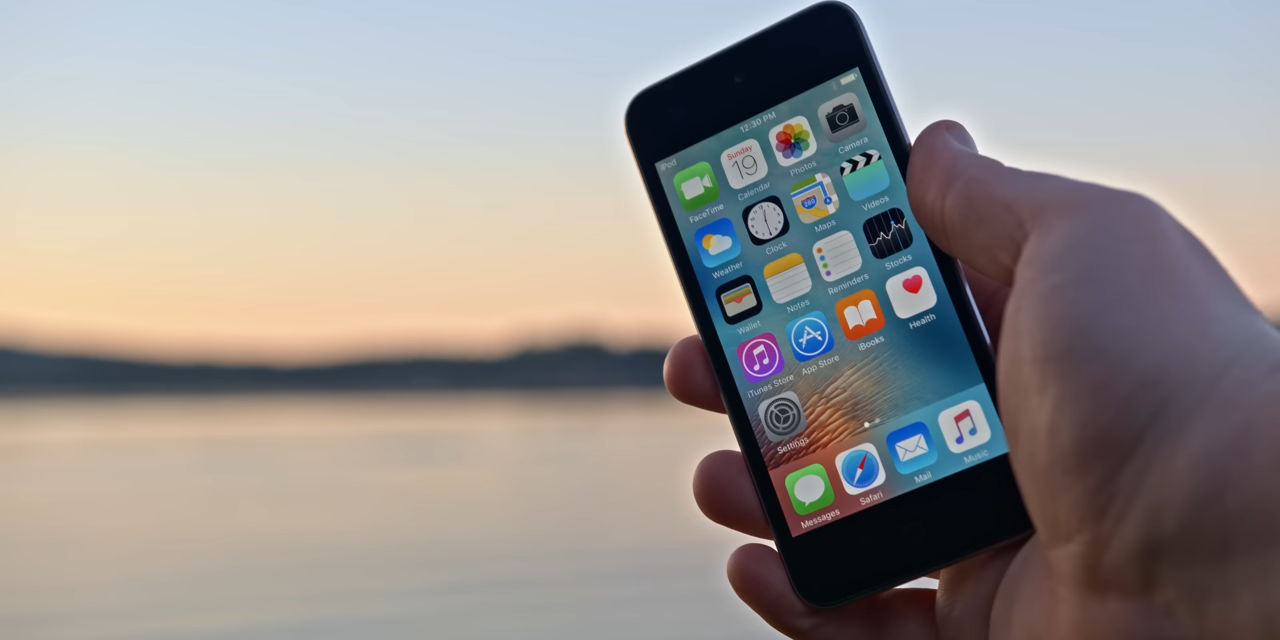 iPod 12:30 PM
FaceTime
Sunday
19
Calendar
Photos
Camera
Weather
Clock
280
Maps
Videos
Wallet
Notes
Reminders
Stocks
iTunes Store
App Store
iBooks
Health
Settings
Messages
Safari
Mail
Music